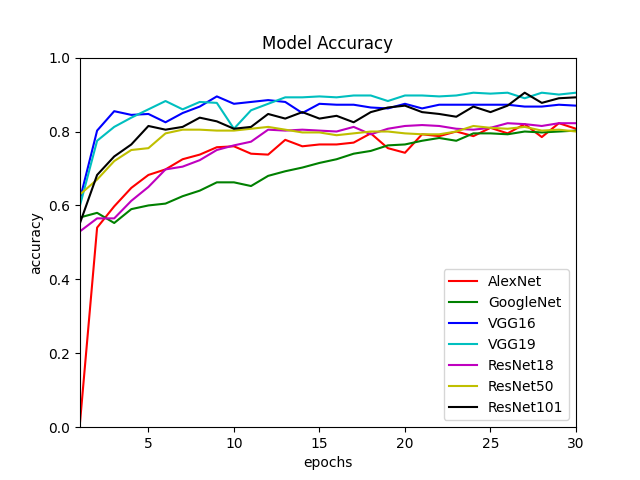 Model Accuracy
accuracy
1.0
0.8
0.6
0.4
0.2
0.0
AlexNet
GoogleNet
VGG16
VGG19
ResNet18
ResNet50
ResNet101
5 10 15 20 25 30
epochs